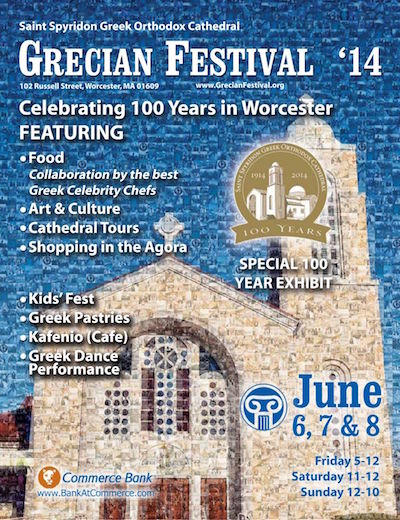 Saint Spyridon Greek Orthodox Cathedral
GRECIAN FESTIVAL ‘14
102 Russell Street, Worcester, MA 01609 www.GrecianFestival.org
Celebrating 100 Years in Worcester
FEATURING
• Food
Collaboration by the best
Greek Celebrity Chefs
• Art & Culture
• Cathedral Tours
• Shopping in the Agora
SAINT SPYRIDON GREEK ORTHODOX CATHEDRAL
1914 2014
100 YEARS
SPECIAL 100
YEAR EXHIBIT
• Kids’ Fest
• Greek Pastries
• Kafenio (Cafe)
• Greek Dance
Performance
June
6, 7 & 8
Friday 5-12
Saturday 11-12
Sunday 12-10
Commerce Bank
www.BankAtCommerce.com